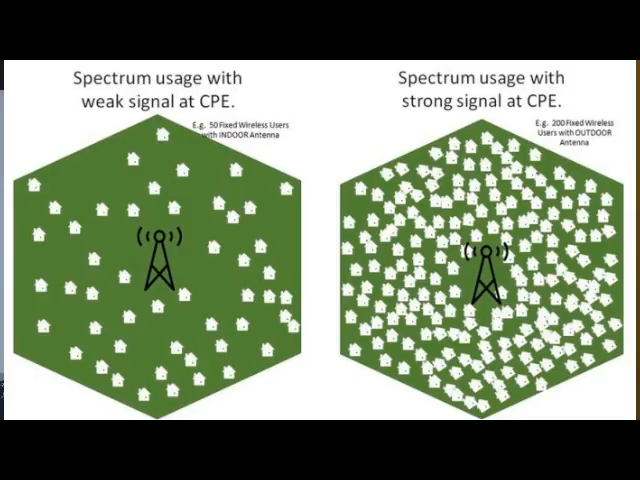 Spectrum usage with
weak signal at CPE.
E.g. 50 Fixed Wireless Users
with INDOOR Antenna
Spectrum usage with
strong signal at CPE.
E.g. 200 Fixed Wireless
Users with OUTDOOR
Antenna